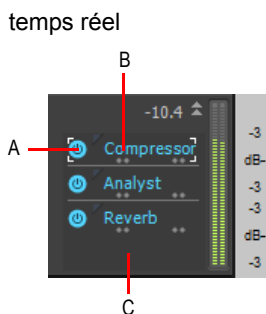 temps réel
B
-10.4
A
Compressor
-3
dB-
Analyst
-3
Reverb
-3
dB-
-3
C